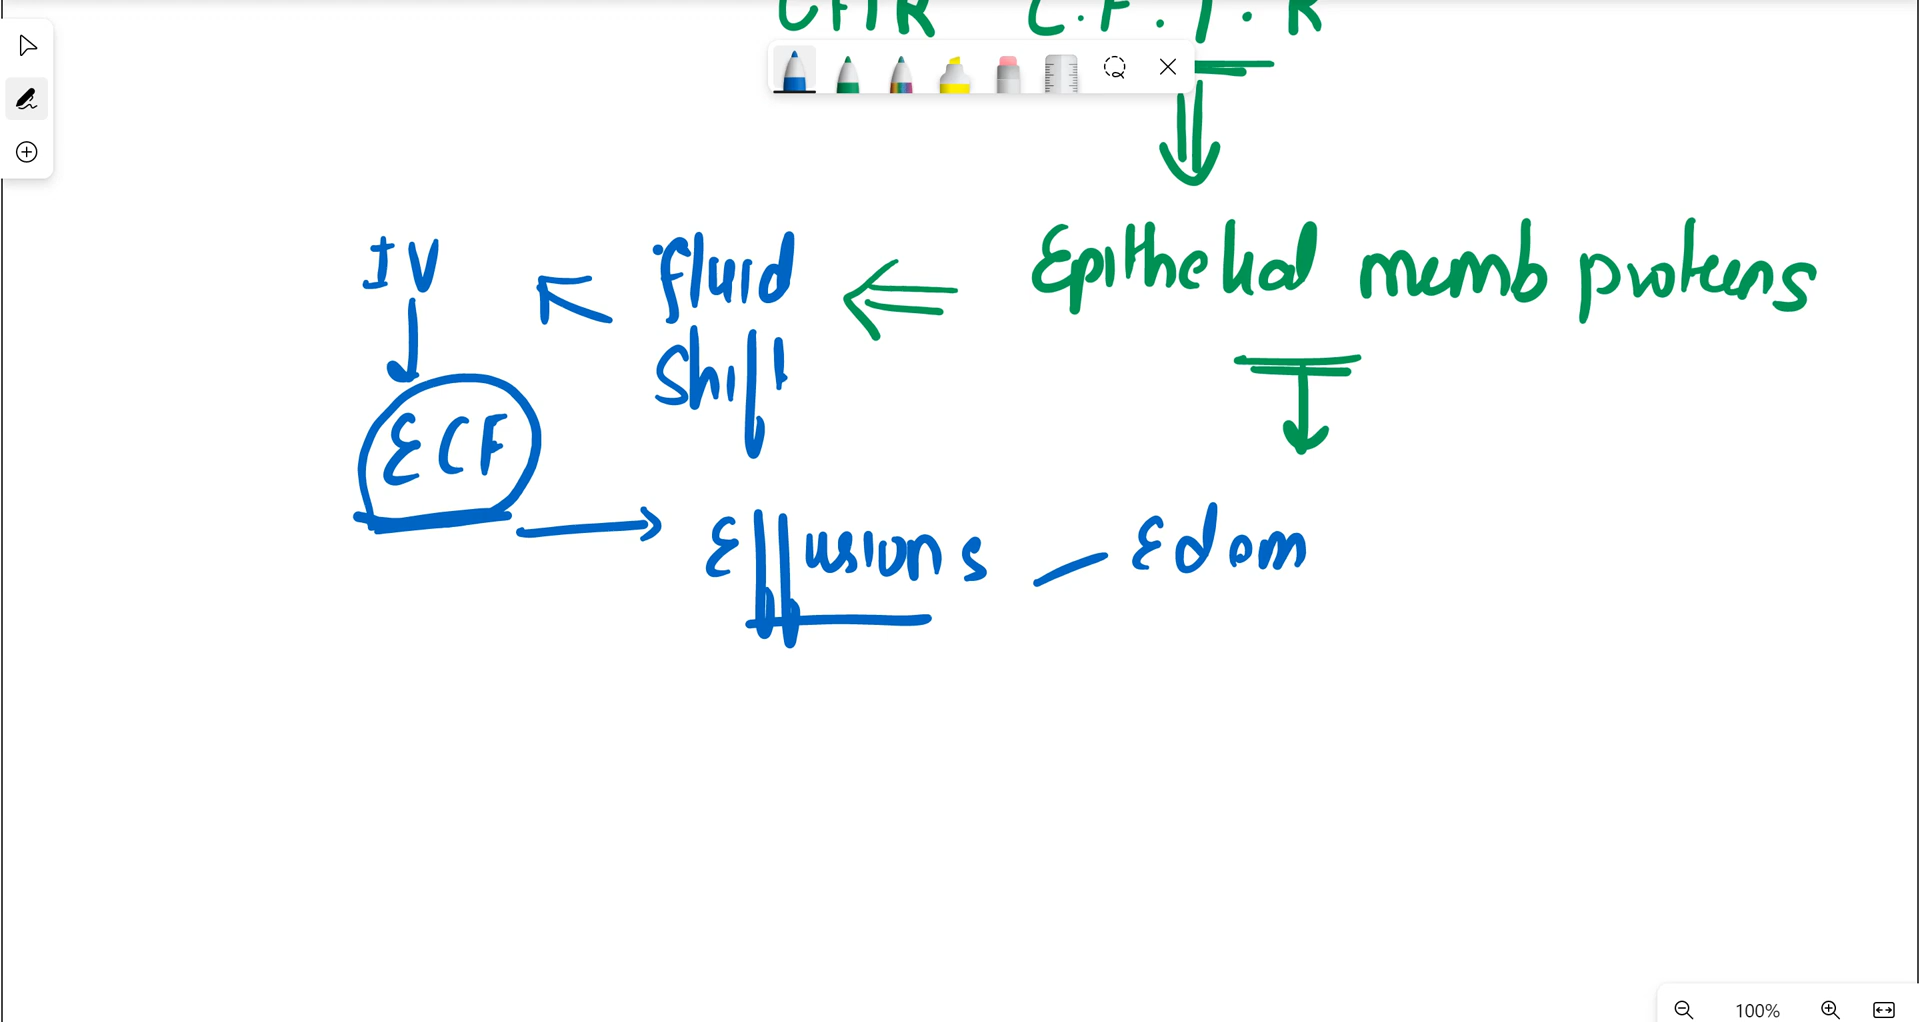 CFTR C.F.T.R
IV fluid Epithelial memb proteins
shift
ECF
Effusions – Edem
100%